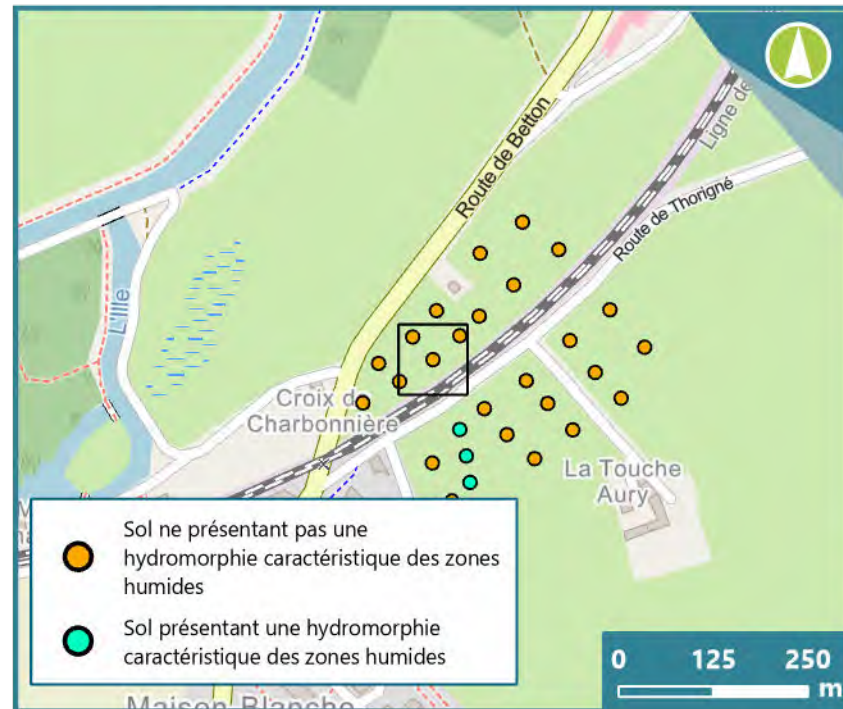 Route de Betton
Ligne de
Route de Thorigné
L'Ille
Croix d
Charbonnière
La Touche
Aury
Sol ne présentant pas une
hydromorphie caractéristique des zones
humides
Sol présentant une hydromorphie
caractéristique des zones humides
0 125 250
m
Maison Blanche